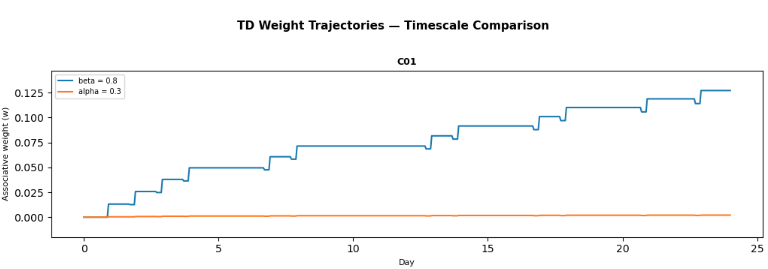 TD Weight Trajectories — Timescale Comparison
C01
beta = 0.8
alpha = 0.3
Associative weight (w)
0.125
0.100
0.075
0.050
0.025
0.000
0 5 10 15 20 25
Day